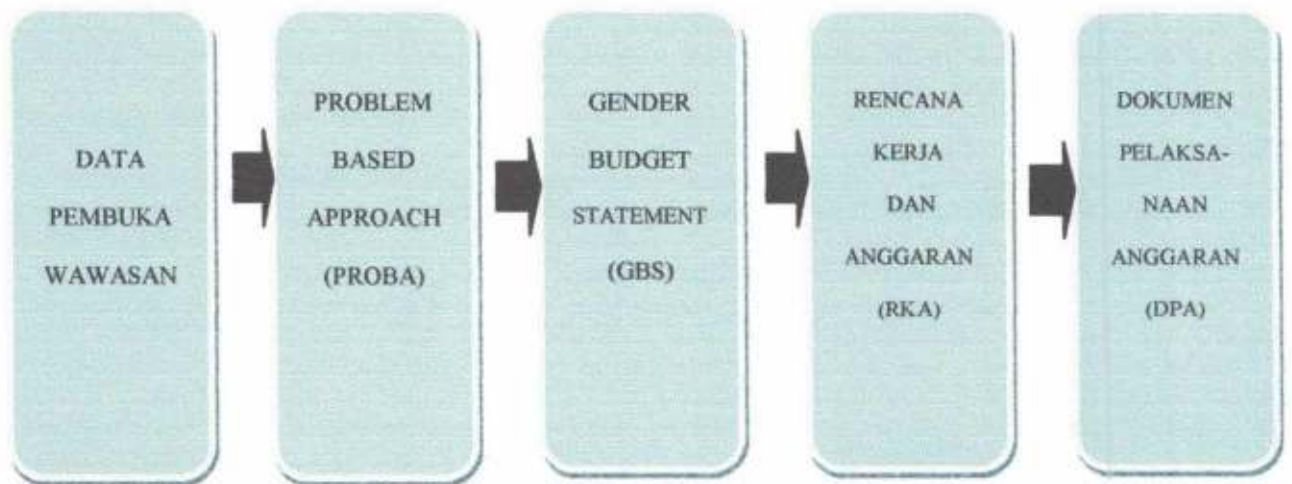 DATA
PEMBUKA
WAWASAN
PROBLEM
BASED
APPROACH
(PROBA)
GENDER
BUDGET
STATEMENT
(GBS)
RENCANA
KERJA
DAN
ANGGARAN
(RKA)
DOKUMEN
PELAKSA-
NAAN
ANGGARAN
(DPA)